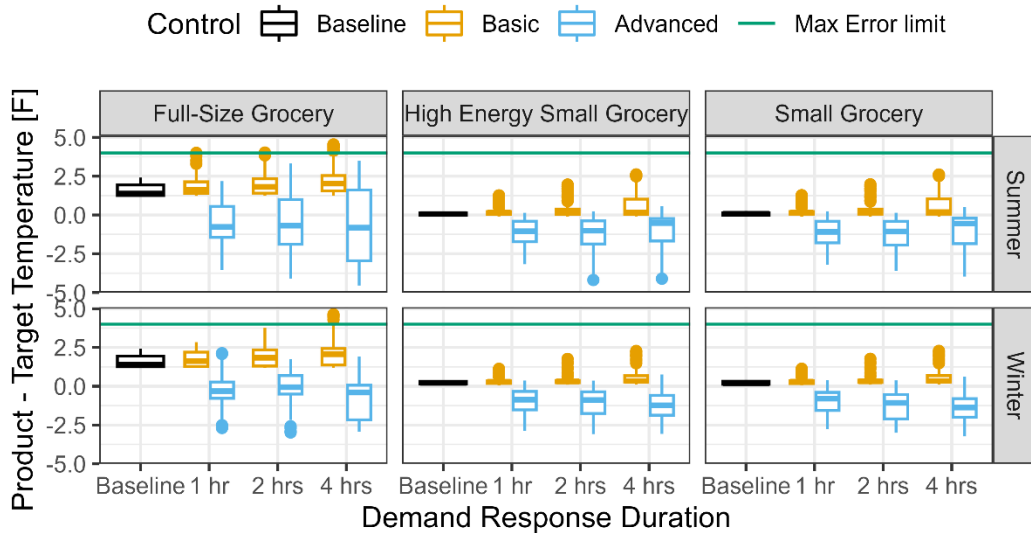 Control Baseline Basic Advanced Max Error limit
Product - Target Temperature [F]
Full-Size Grocery High Energy Small Grocery Small Grocery
5.0
2.5
0.0
-2.5
-5.0
Summer
5.0
2.5
0.0
-2.5
-5.0
Winter
Baseline 1 hr 2 hrs 4 hrs Baseline 1 hr 2 hrs 4 hrs Baseline 1 hr 2 hrs 4 hrs
Demand Response Duration